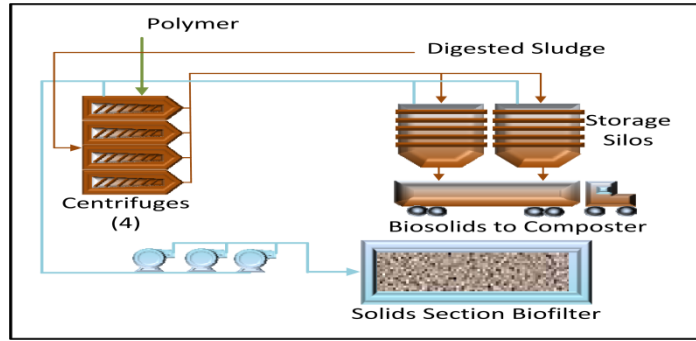 Polymer
Digested Sludge
Storage
Silos
Centrifuges
(4)
Biosolids to Composter
Solids Section Biofilter